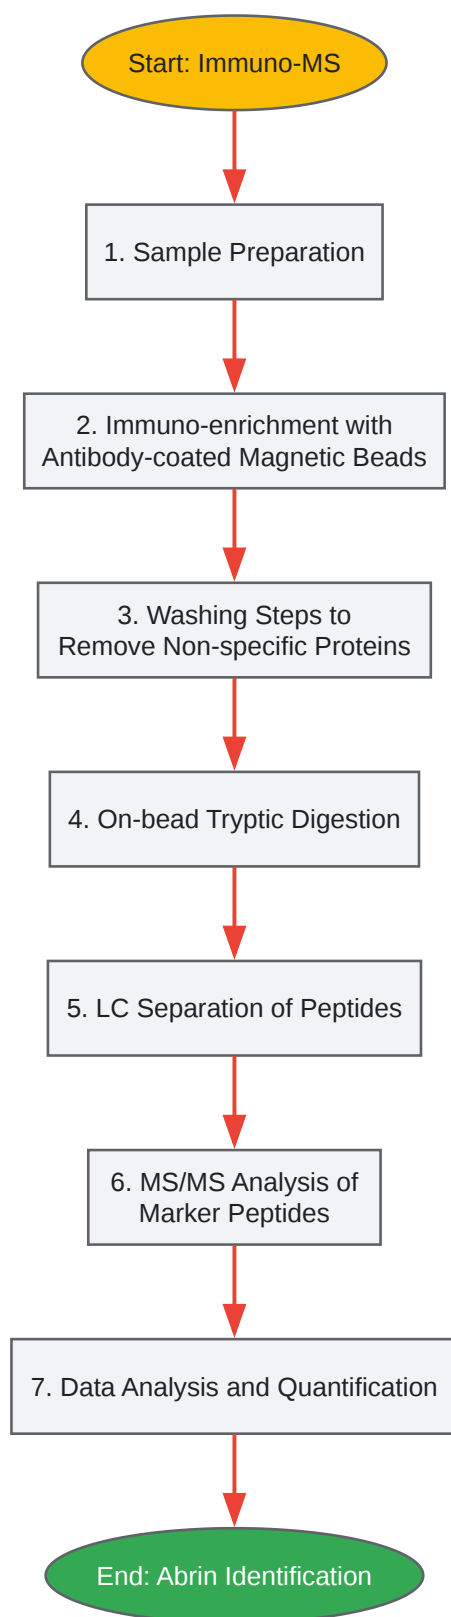 Start: Immuno-MS
1. Sample Preparation
2. Immuno-enrichment with
Antibody-coated Magnetic Beads
3. Washing Steps to
Remove Non-specific Proteins
4. On-bead Tryptic Digestion
5. LC Separation of Peptides
6. MS/MS Analysis of
Marker Peptides
7. Data Analysis and Quantification
End: Abrin Identification